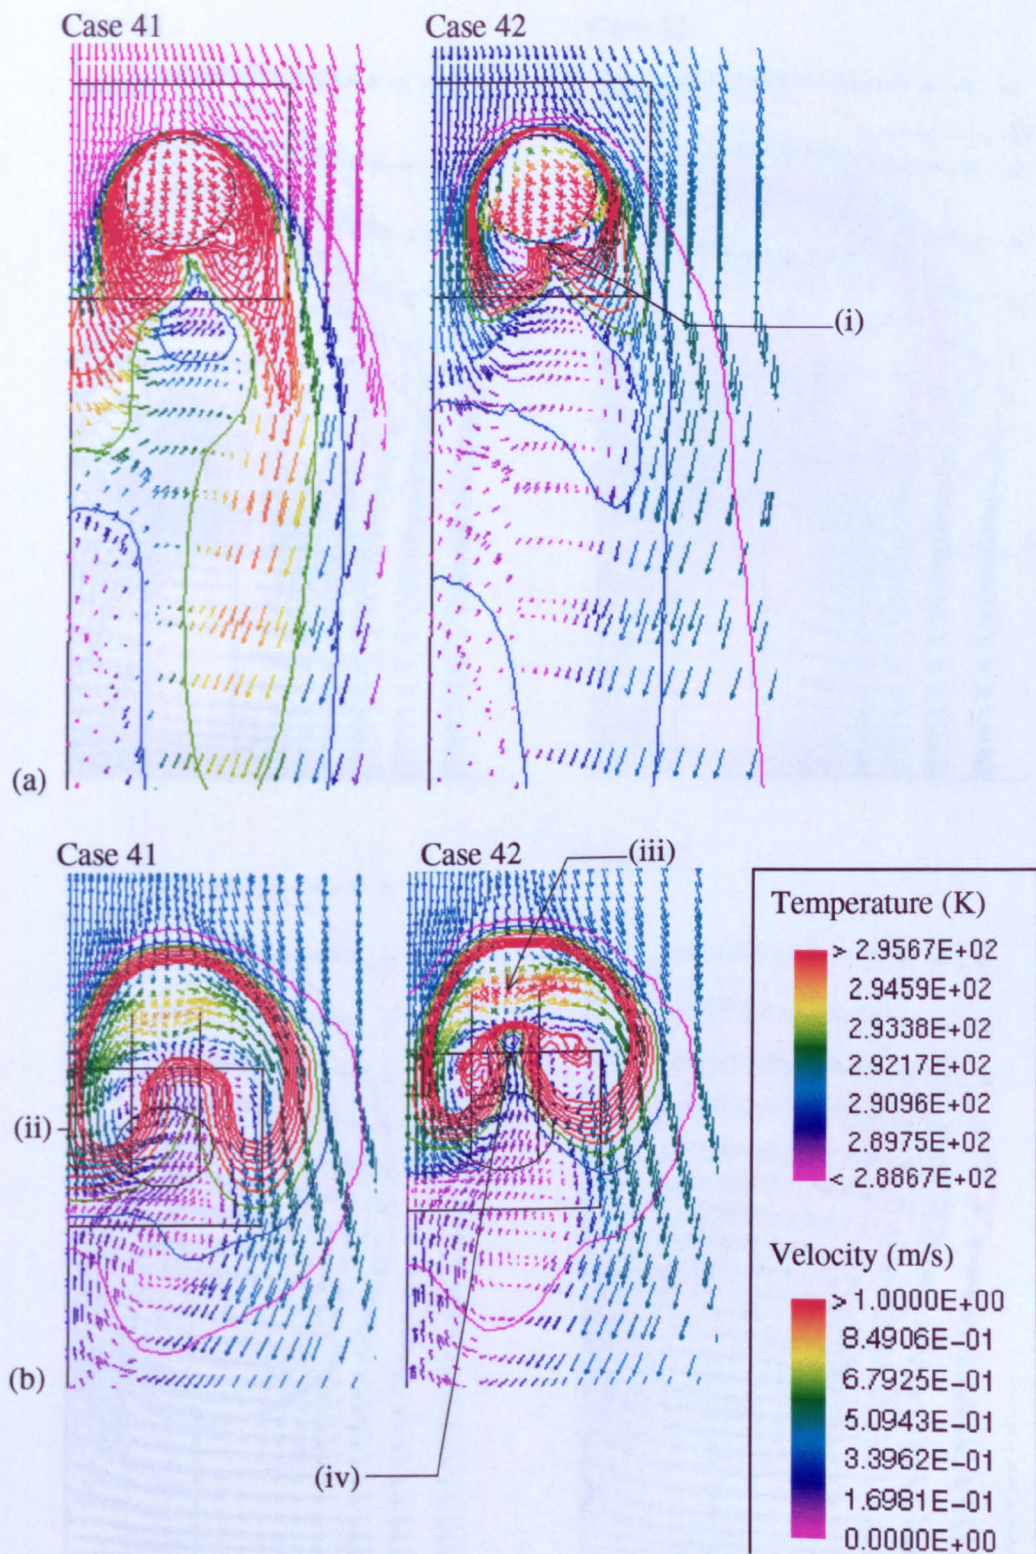 Case 41
Case 42
(i)
(a)
Case 41
Case 42
(iii)
(ii)
(b)
(iv)
Temperature (K)
> 2.9567E+02
2.9459E+02
2.9338E+02
2.9217E+02
2.9096E+02
2.8975E+02
< 2.8867E+02
Velocity (m/s)
> 1.0000E+00
8.4906E-01
6.7925E-01
5.0943E-01
3.3962E-01
1.6981E-01
0.0000E+00